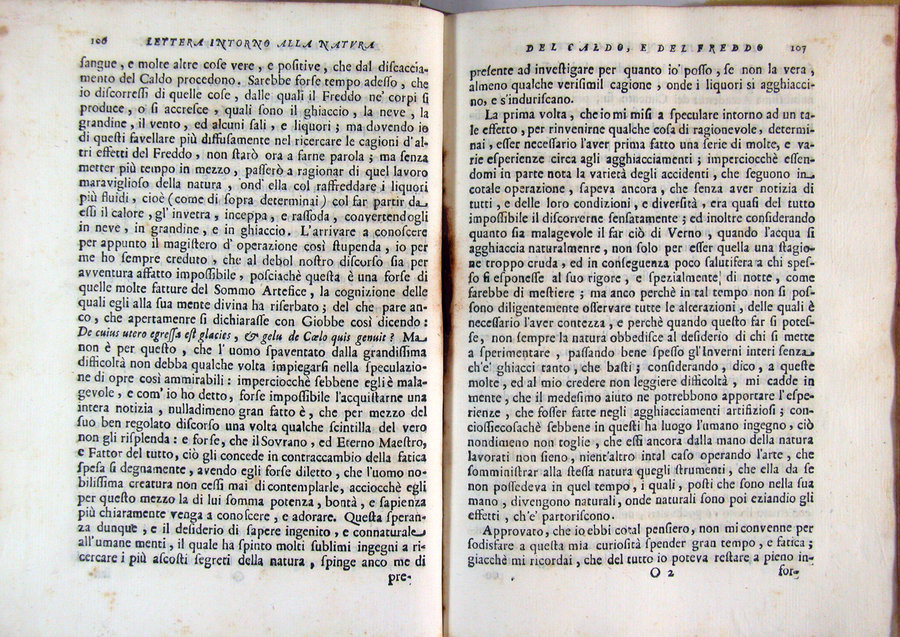 106 LETTERA INTORNO ALLA NATVRA
sangue, e molte altre cose vere, e positive, che dal discaccia-
mento del Caldo procedono. Sarebbe forse tempo adesso, che
io discorressi di quelle cose, dalle quali il Freddo ne' corpi si
produce, o si accresce, quali sono il ghiaccio, la neve, la
grandine, il vento, ed alcuni sali, e liquori; ma dovendo io
di questi favellare più diffusamente nel ricercare le cagioni d'al-
tri effetti del Freddo, non starò ora a farne parola; ma senza
metter più tempo in mezzo, passerò a ragionar di quel lavoro
maraviglioso della natura, ond' ella col raffreddare i liquori
più fluidi, cioè (come di sopra determinai) col far partir da
essi il calore, gl' invetra, inceppa, e rassoda, convertendogli
in neve, in grandine, e in ghiaccio. L'arrivare a conoscere
per appunto il magistero d' operazione così stupenda, io per
me ho sempre creduto, che al debol nostro discorso sia per
avventura affatto impossibile, posciachè questa è una forse di
quelle molte fatture del Sommo Artefice, la cognizione delle
quali egli alla sua mente divina ha riserbato; del che pare an-
co, che apertamente si dichiarasse con Giobbe così dicendo:
De cuius utero egressa est glacies, & gelu de Cœlo quis genuit? Ma
non è per questo, che l' uomo spaventato dalla grandissima
difficoltà non debba qualche volta impiegarsi nella speculazio-
ne di opre così ammirabili: imperciocchè sebbene egli è mala-
gevole, e com' io ho detto, forse impossibile l'acquistarne una
intera notizia, nulladimeno gran fatto è, che per mezzo del
suo ben regolato discorso una volta qualche scintilla del vero
non gli risplenda: e forse, che il Sovrano, ed Eterno Maestro,
e Fattor del tutto, ciò gli concede in contraccambio della fatica
spesa sì degnamente, avendo egli forse diletto, che l'uomo no-
bilissima creatura non cessi mai di contemplarle, acciocchè egli
per questo mezzo la di lui somma potenza, bontà, e sapienza
più chiaramente venga a conoscere, e adorare. Questa speran-
za dunque, e il desiderio di sapere ingenito, e connaturale
all'umane menti, il quale ha spinto molti sublimi ingegni a ri-
cercare i più ascosti segreti della natura, spinge anco me di
pre-
DEL CALDO, E DEL FREDDO 107
presente ad investigare per quanto io posso, se non la vera,
almeno qualche verisimil cagione, onde i liquori si agghiacci-
no, e s'induriscano.
La prima volta, che io mi misi a speculare intorno ad un ta-
le effetto, per rinvenirne qualche cosa di ragionevole, determi-
nai, esser necessario l'aver prima fatto una serie di molte, e va-
rie esperienze circa agli agghiacciamenti; imperciocchè essen-
domi in parte nota la varietà degli accidenti, che seguono in
cotale operazione, sapeva ancora, che senza aver notizia di
tutti, e delle loro condizioni, e diversità, era quasi del tutto
impossibile il discorrerne sensatamente; ed inoltre considerando
quanto sia malagevole il far ciò di Verno, quando l'acqua si
agghiaccia naturalmenre, non solo per esser quella una stagio-
ne troppo cruda, ed in conseguenza poco salutifera a chi spes-
so si esponesse al suo rigore, e spezialmente di notte, come
farebbe di mestiere; ma anco perchè in tal tempo non si pos-
sono diligentemente osservare tutte le alterazioni, delle quali è
necessario l'aver contezza, e perchè quando questo far si potes-
se, non sempre la natura obbedisce al desiderio di chi si mette
a sperimentare, passando bene spesso gl'Inverni interi senza
ch'e' ghiacci tanto, che basti; considerando, dico, a queste
molte, ed al mio credere non leggiere difficoltà, mi cadde in
mente, che il medesimo aiuto ne potrebbono apportare l'espe-
rienze, che fosser fatte negli agghiacciamenti artifiziosi; con-
ciossiecosachè sebbene in questi ha luogo l'umano ingegno, ciò
nondimeno non toglie, che essi ancora dalla mano della natura
lavorati non sieno, nient'altro intal caso operando l'arte, che
somministrar alla stessa natura quegli strumenti, che ella da se
non possedeva in quel tempo, i quali, posti che sono nella sua
mano, divengono naturali, onde naturali sono poi eziandio gli
effetti, ch'e' partoriscono.
Approvato, che io ebbi cotal pensiero, non mi convenne per
sodisfare a questa mia curiosità spender gran tempo, e fatica;
giacchè mi ricordai, che del tutto io poteva restare a pieno in-
O 2 for-